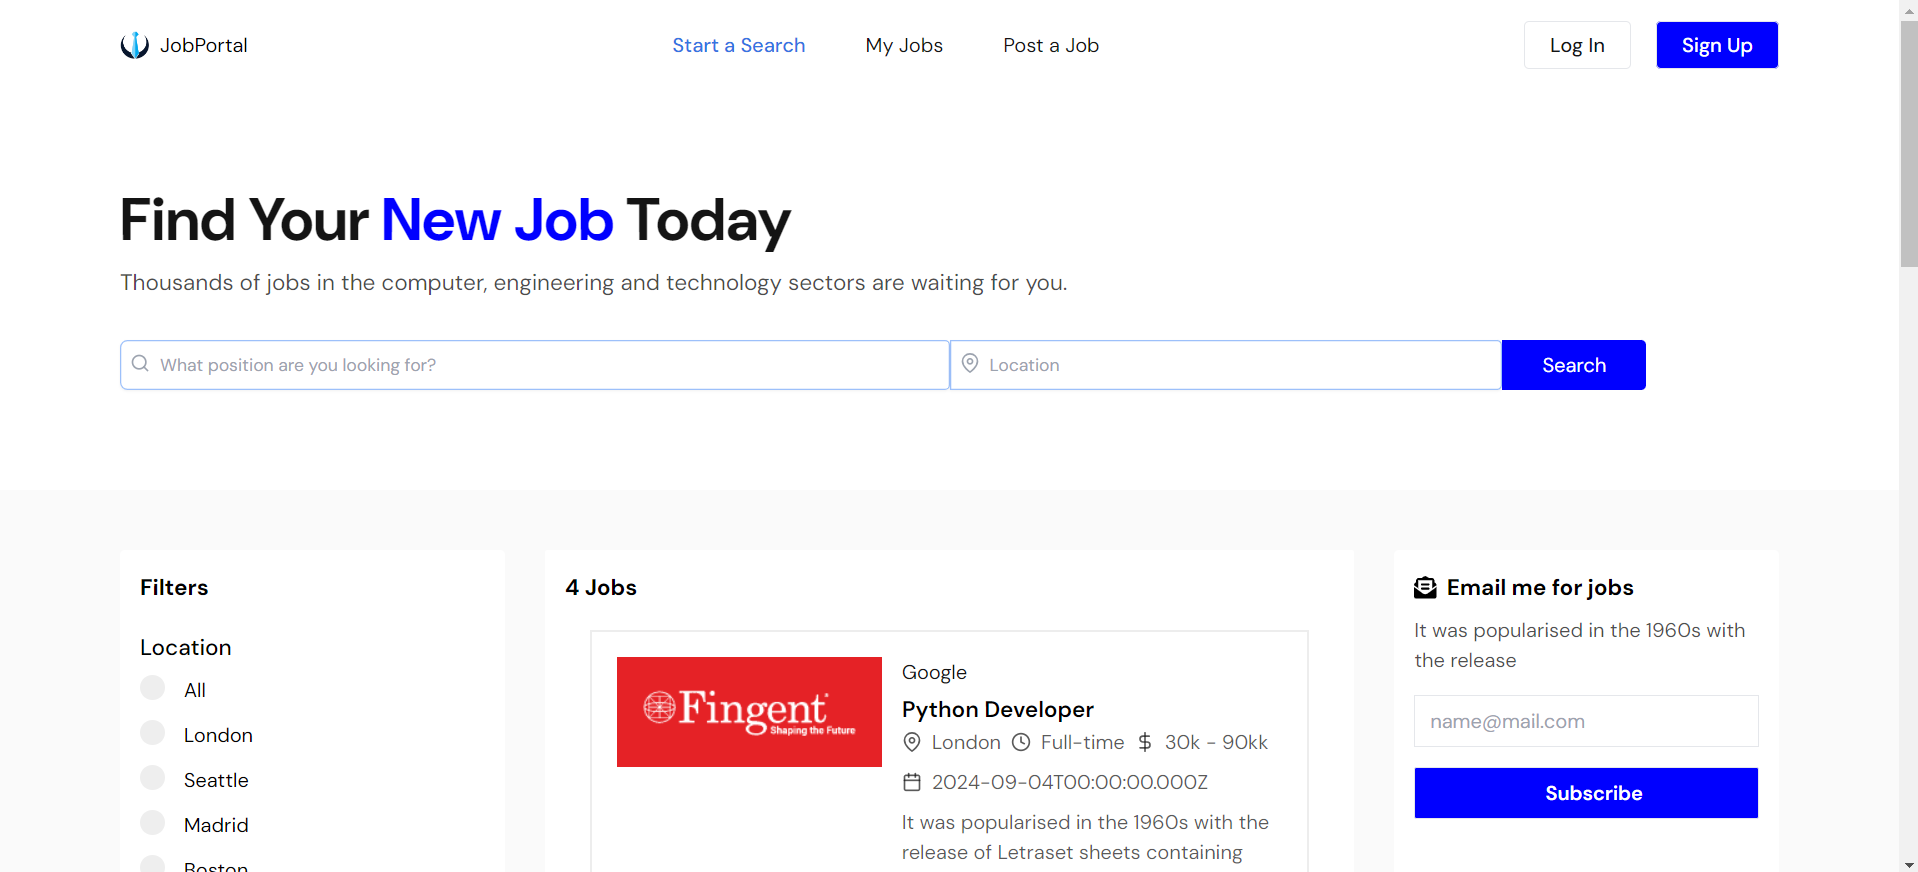 JobPortal
Start a Search
My Jobs
Post a Job
Log In
Sign Up
Find Your New Job Today
Thousands of jobs in the computer, engineering and technology sectors are waiting for you.
What position are you looking for?
Location
Search
Filters
Location
All
London
Seattle
Madrid
Boston
4 Jobs
Fingent
Shaping the Future
Google
Python Developer
London Full-time $ 30k - 90kk
2024-09-04T00:00:00.000Z
It was popularised in the 1960s with the
release of Letraset sheets containing
Email me for jobs
It was popularised in the 1960s with
the release
name@mail.com
Subscribe